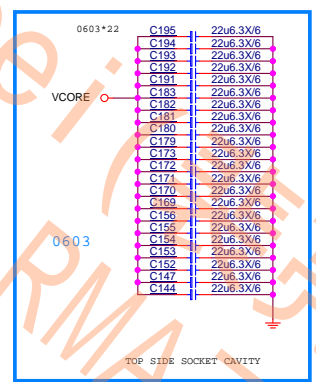 0603*22
C195 22u6.3X/6
C194 22u6.3X/6
C193 22u6.3X/6
C192 22u6.3X/6
C191 22u6.3X/6
C183 22u6.3X/6
VCORE
C182 22u6.3X/6
C181 22u6.3X/6
C180 22u6.3X/6
C179 22u6.3X/6
C173 22u6.3X/6
C172 22u6.3X/6
C171 22u6.3X/6
C170 22u6.3X/6
C169 22u6.3X/6
C156 22u6.3X/6
C155 22u6.3X/6
C154 22u6.3X/6
0603
C153 22u6.3X/6
C152 22u6.3X/6
C147 22u6.3X/6
C144 22u6.3X/6
TOP SIDE SOCKET CAVITY